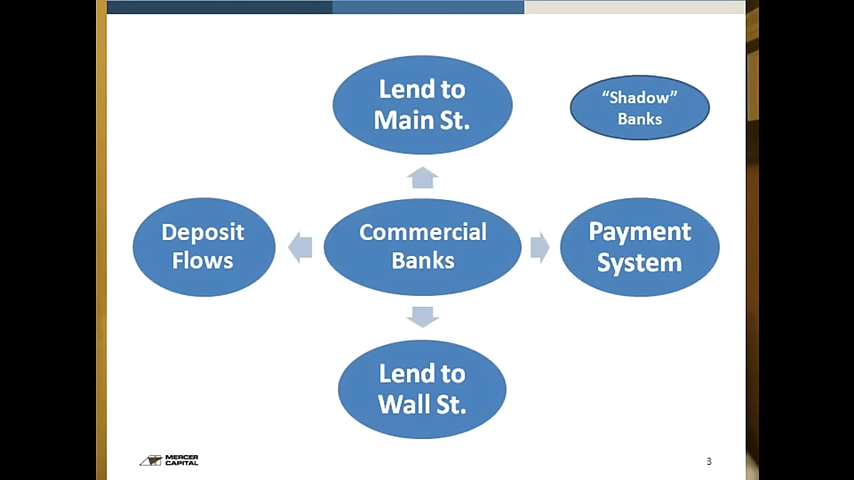 Lend to
Main St.
“Shadow”
Banks
Deposit
Flows
Commercial
Banks
Payment
System
Lend to
Wall St.
MERCER
CAPITAL
3